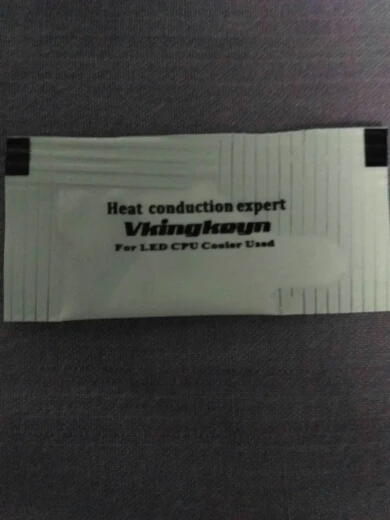 Heat conduction expert
Vkingkoyn
For LED CPU Cooler Used